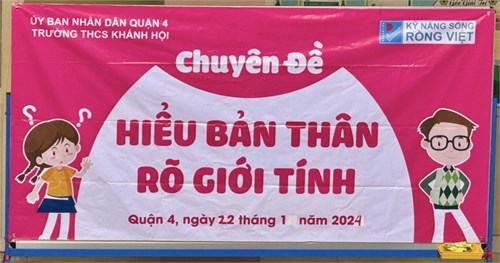 ỦY BAN NHÂN DÂN QUẬN 4
TRƯỜNG THCS KHÁNH HỘI
KỸ NĂNG SỐNG
RỒNG VIỆT
Chuyên Đề
HIỂU BẢN THÂN
RÕ GIỚI TÍNH
Quận 4, ngày 22 tháng 1 năm 2024